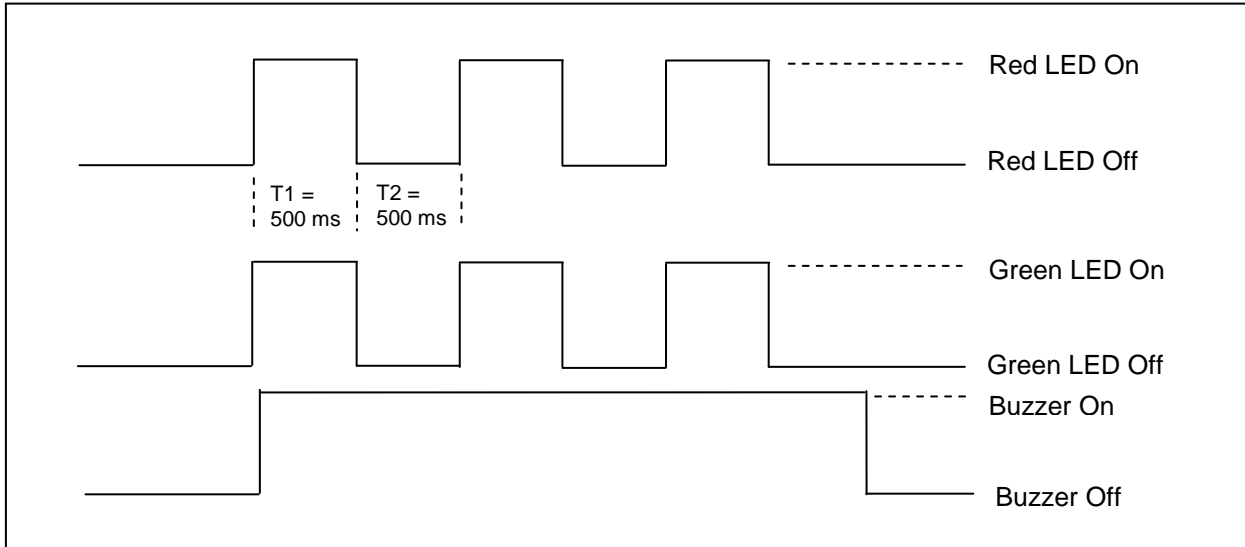 Red LED On
Red LED Off
T1 =
500 ms
T2 =
500 ms
Green LED On
Green LED Off
Buzzer On
Buzzer Off